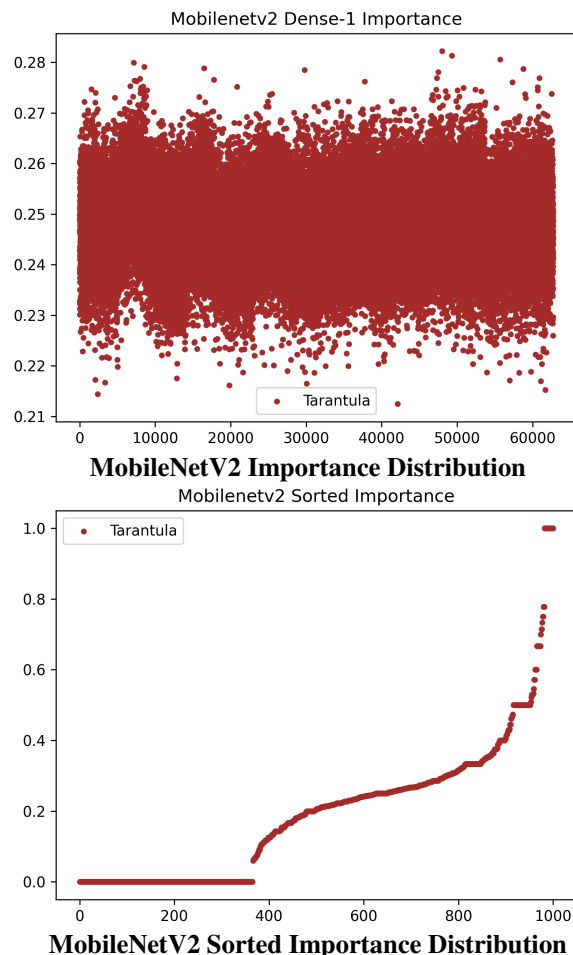 Mobilenetv2 Dense-1 Importance
0.28
0.27
0.26
0.25
0.24
0.23
0.22
0.21
Tarantula
0 10000 20000 30000 40000 50000 60000
MobileNetV2 Importance Distribution
Mobilenetv2 Sorted Importance
Tarantula
1.0
0.8
0.6
0.4
0.2
0.0
0 200 400 600 800 1000
MobileNetV2 Sorted Importance Distribution